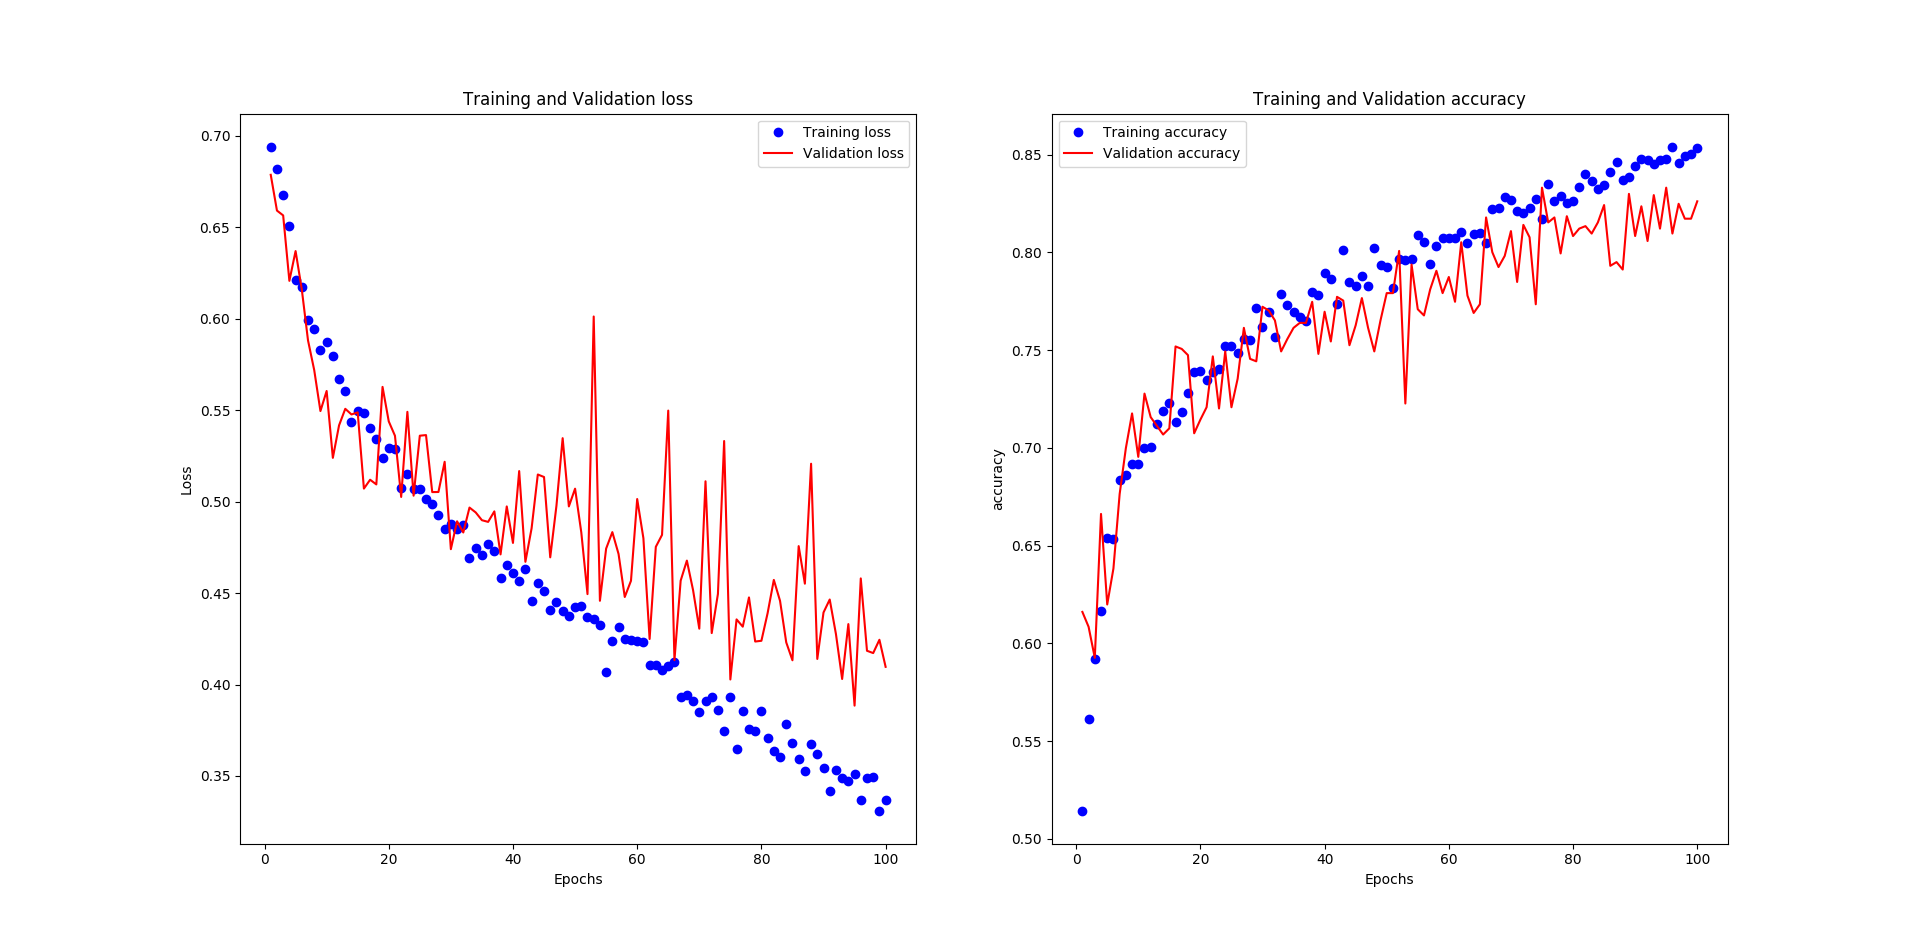 Training and Validation loss
Training loss
Validation loss
0.70
0.65
0.60
0.55
0.50
0.45
0.40
0.35
Loss
0 20 40 60 80 100
Epochs
Training and Validation accuracy
Training accuracy
Validation accuracy
0.85
0.80
0.75
0.70
0.65
0.60
0.55
0.50
accuracy
0 20 40 60 80 100
Epochs